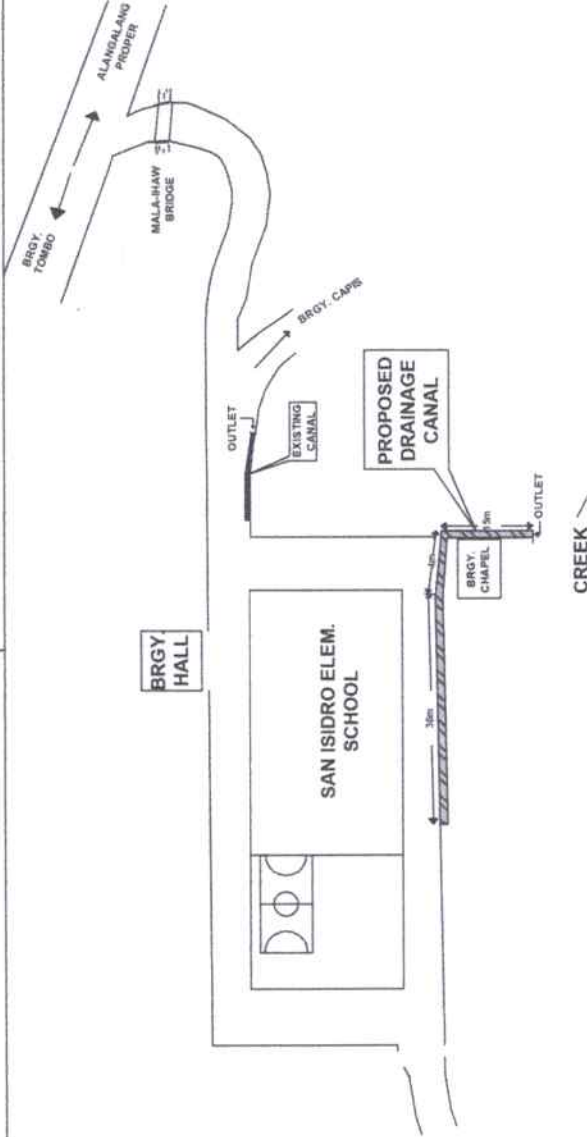 ALANGALANG
PROPER
BRGY.
TOMBO
MALA-IHAW
BRIDGE
BRGY. CAPIS
OUTLET
EXISTING
CANAL
PROPOSED
DRAINAGE
CANAL
BRGY.
HALL
SAN ISIDRO ELEM.
SCHOOL
BRGY.
CHAPEL
15m
OUTLET
CREEK